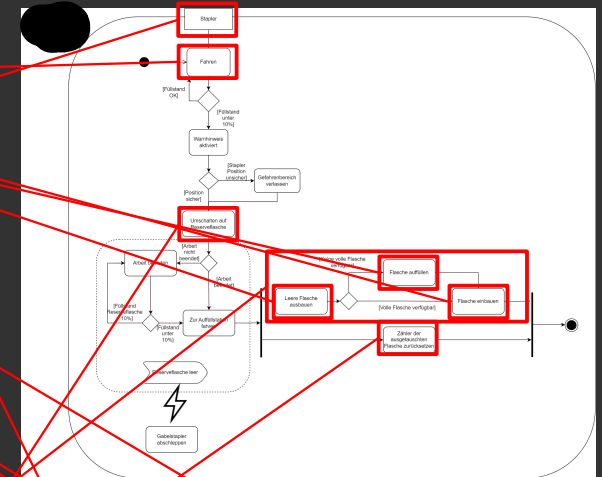 Stapler
Fahren
[Füllstand
OK]
[Füllstand
unter
10%]
Warnhinweis
aktiviert
[Stapler
Position
unsicher]
Gefahrenbereich
verlassen
[Position
sicher]
Umschalten auf
Reserveflasche
[Arbeit
nicht
beendet]
Arbeit
[Arbeit
beendet]
[Füllstand
Reserveflasche
10%]
[Füllstand
unter
10%]
Zur Auffüllstation
fahren
Reserveflasche leer
Gabelstapler
abschleppen
[Keine volle Flasche
verfügbar]
Flasche auffüllen
Leere Flasche
ausbauen
[Volle Flasche verfügbar]
Flasche einbauen
Zähler der
ausgetauschten
Flasche zurücksetzen